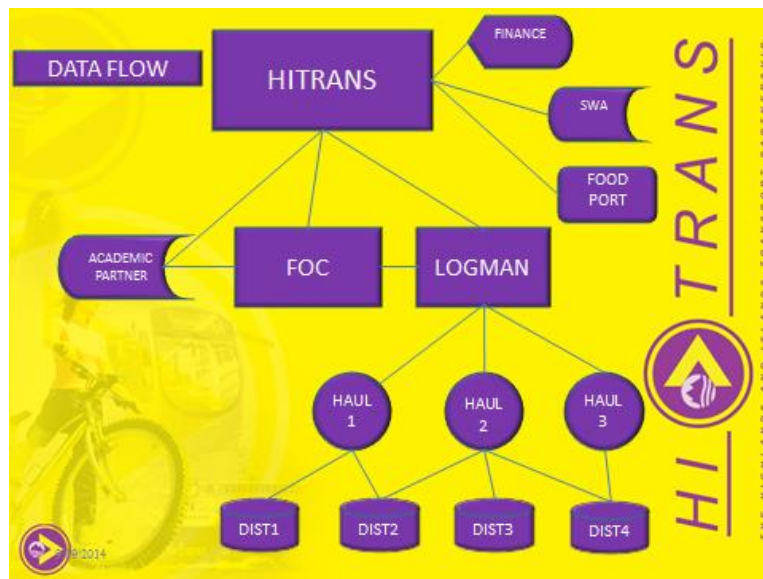 DATA FLOW
HITRANS
FINANCE
SWA
FOOD
PORT
ACADEMIC
PARTNER
FOC
LOGMAN
HAUL
1
HAUL
2
HAUL
3
DIST1
DIST2
DIST3
DIST4
HI TRANS